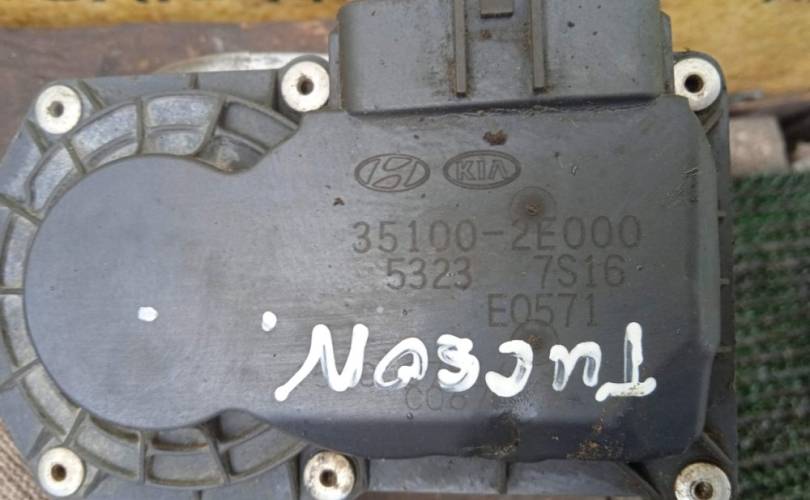 KIA
35100-2E000
5323 7S16
E0571
TUCSON.